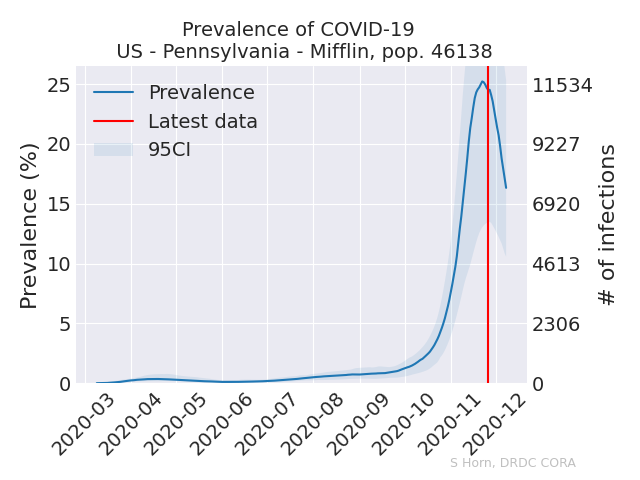 Prevalence of COVID-19
US - Pennsylvania - Mifflin, pop. 46138
Prevalence (%)
25
20
15
10
5
0
Prevalence
Latest data
95CI
11534
9227
6920
4613
2306
0
# of infections
2020-03
2020-04
2020-05
2020-06
2020-07
2020-08
2020-09
2020-10
2020-11
2020-12
S Horn, DRDC CORA